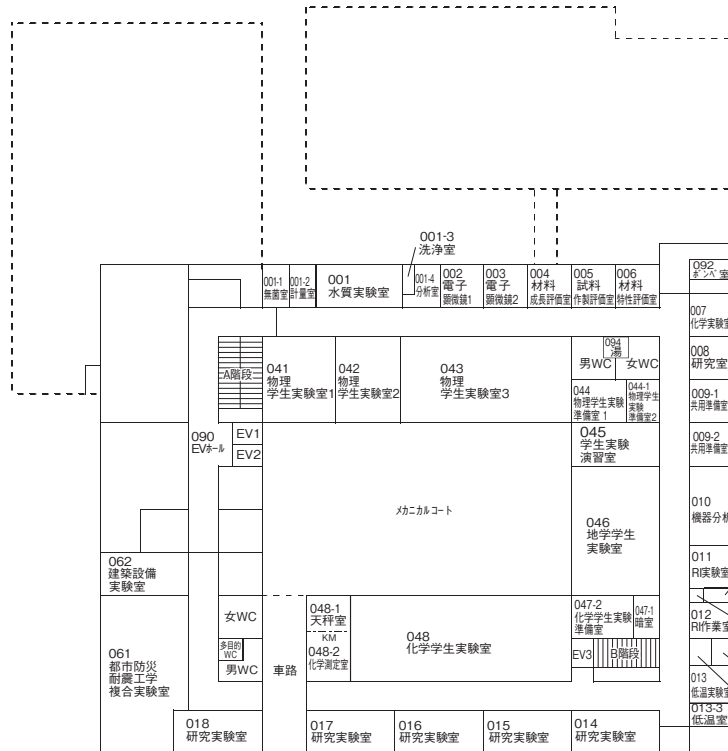 001-3
洗浄室
001-1
無菌室
001-2
計量室
001
水質実験室
001-4
分析室
002
電子
顕微鏡1
003
電子
顕微鏡2
004
材料
成長評価室
005
試料
作製評価室
006
材料
特性評価室
092
ボンベ室
007
化学実験室
008
研究室
009-1
共用準備室
009-2
共用準備室
010
機器分析
011
RI実験室
012
RI作業室
013
低温実験室
013-3
低温室
A階段
041
物理
学生実験室1
042
物理
学生実験室2
043
物理
学生実験室3
094
湯
男WC
女WC
044
物理学生実験
準備室 1
044-1
物理学生
実験
準備室2
090
EVホール
EV1
EV2
045
学生実験
演習室
メカニカルコート
046
地学学生
実験室
062
建築設備
実験室
061
都市防災
耐震工学
複合実験室
女WC
多目的
WC
男WC
車路
048-1
天秤室
KM
048-2
化学測定室
048
化学学生実験室
047-2
化学学生実験
準備室
047-1
暗室
EV3
B階段
018
研究実験室
017
研究実験室
016
研究実験室
015
研究実験室
014
研究実験室